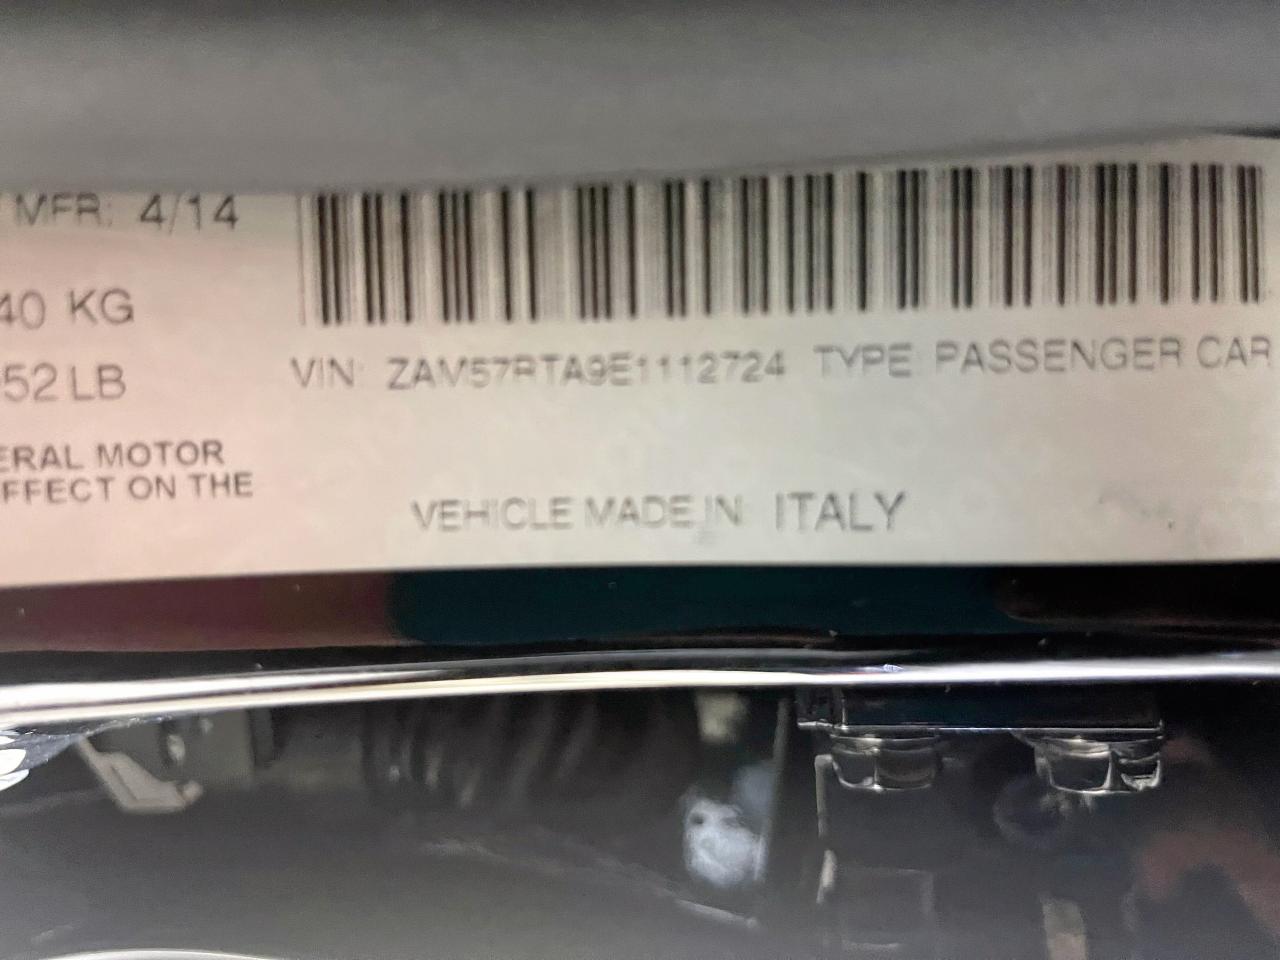 MFR: 4/14
40 KG
52 LB
VIN: ZAM57RTA9E1112724 TYPE: PASSENGER CAR
ERAL MOTOR
FFECT ON THE
VEHICLE MADE IN: ITALY